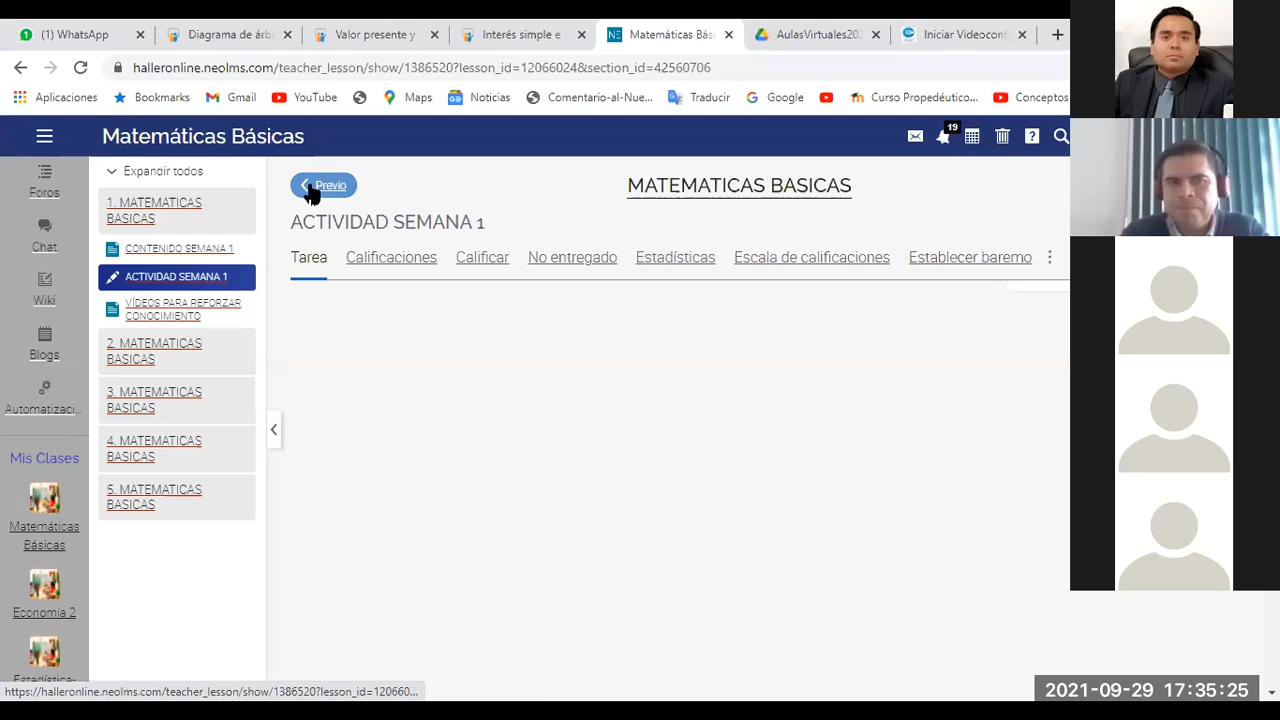 (1) WhatsApp
Diagrama de árb
Valor presente y
Interés simple e
Matemáticas Bási
AulasVirtuales202
Iniciar Videoconf
halleronline.neolms.com/teacher_lesson/show/1386520?lesson_id=12066024&section_id=42560706
Aplicaciones
Bookmarks
Gmail
YouTube
Maps
Noticias
Comentario-al-Nue...
Traducir
Google
Curso Propedéutico...
Conceptos
Matemáticas Básicas
19
Foros
Chat
Wiki
Blogs
Automatizaci...
Mis Clases
Matemáticas
Básicas
Economía 2
Expandir todos
1. MATEMATICAS
BASICAS
CONTENIDO SEMANA 1
ACTIVIDAD SEMANA 1
VÍDEOS PARA REFORZAR
CONOCIMIENTO
2. MATEMATICAS
BASICAS
3. MATEMATICAS
BASICAS
4. MATEMATICAS
BASICAS
5. MATEMATICAS
BASICAS
Previo
MATEMATICAS BASICAS
ACTIVIDAD SEMANA 1
Tarea
Calificaciones
Calificar
No entregado
Estadísticas
Escala de calificaciones
Establecer baremo
https://halleronline.neolms.com/teacher_lesson/show/1386520?lesson_id=120660...
2021-09-29 17:35:25